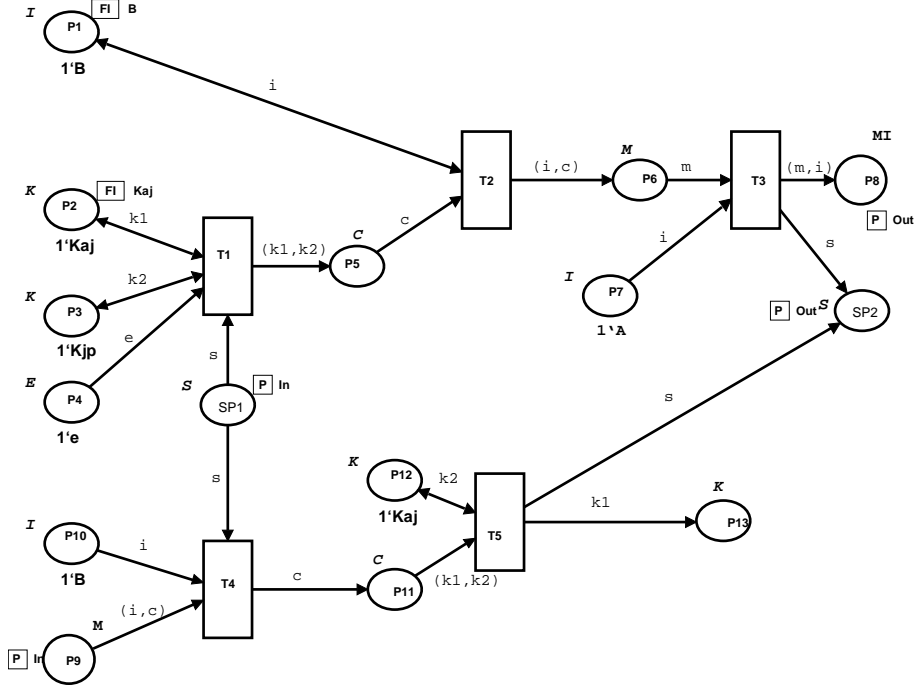 I
P1
FI B
1‘B
i
T2
(i,c)
M
P6
m
T3
(m,i)
MI
P8
P Out
K
P2
FI Kaj
1‘Kaj
k1
T1
(k1,k2)
C
P5
c
i
I
P7
1‘A
s
K
P3
k2
1‘Kjp
e
E
P4
1‘e
s
S
SP1
P In
P Out S
SP2
s
s
K
P12
k2
1‘Kaj
T5
k1
K
P13
I
P10
1‘B
i
T4
c
C
P11
(k1,k2)
(i,c)
M
P In
P9